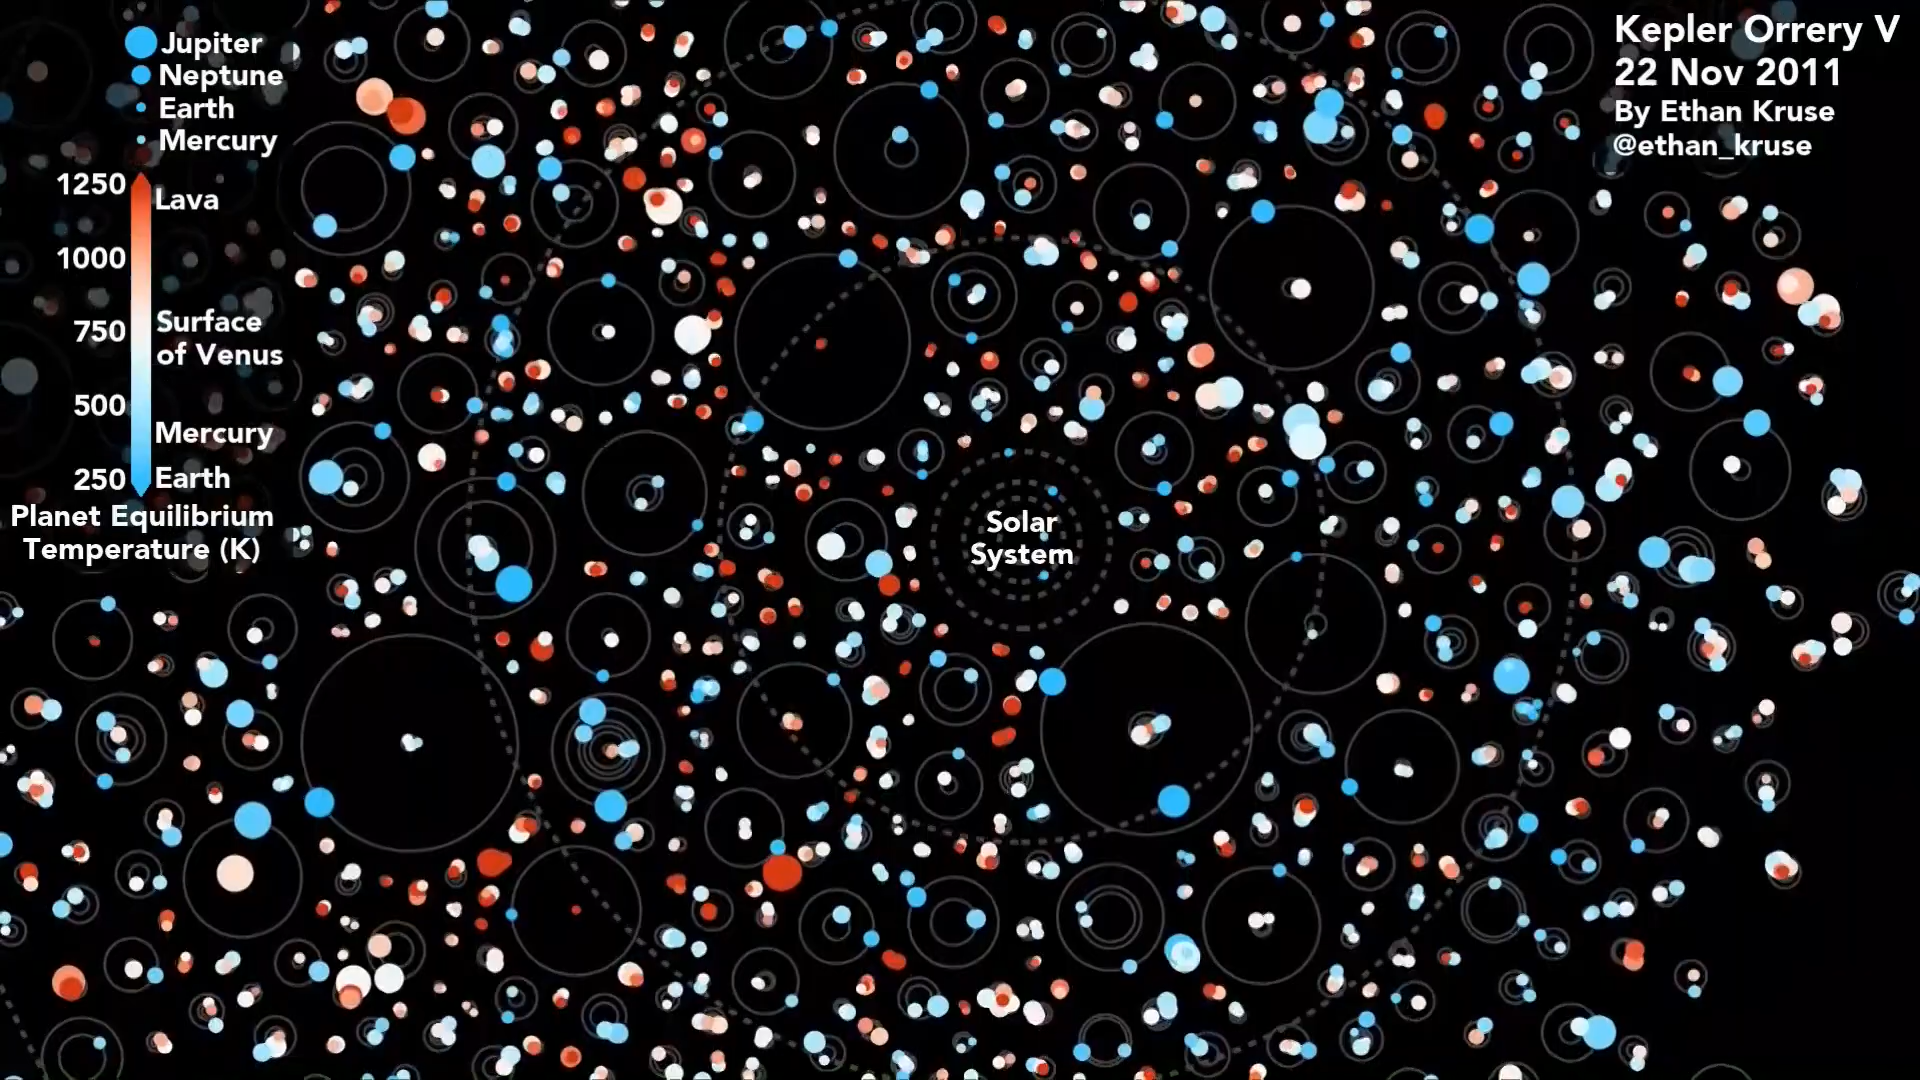 Jupiter
Neptune
Earth
Mercury
1250
Lava
1000
750
Surface
of Venus
500
Mercury
250
Earth
Planet Equilibrium
Temperature (K)
Solar
System
Kepler Orrery V
22 Nov 2011
By Ethan Kruse
@ethan_kruse